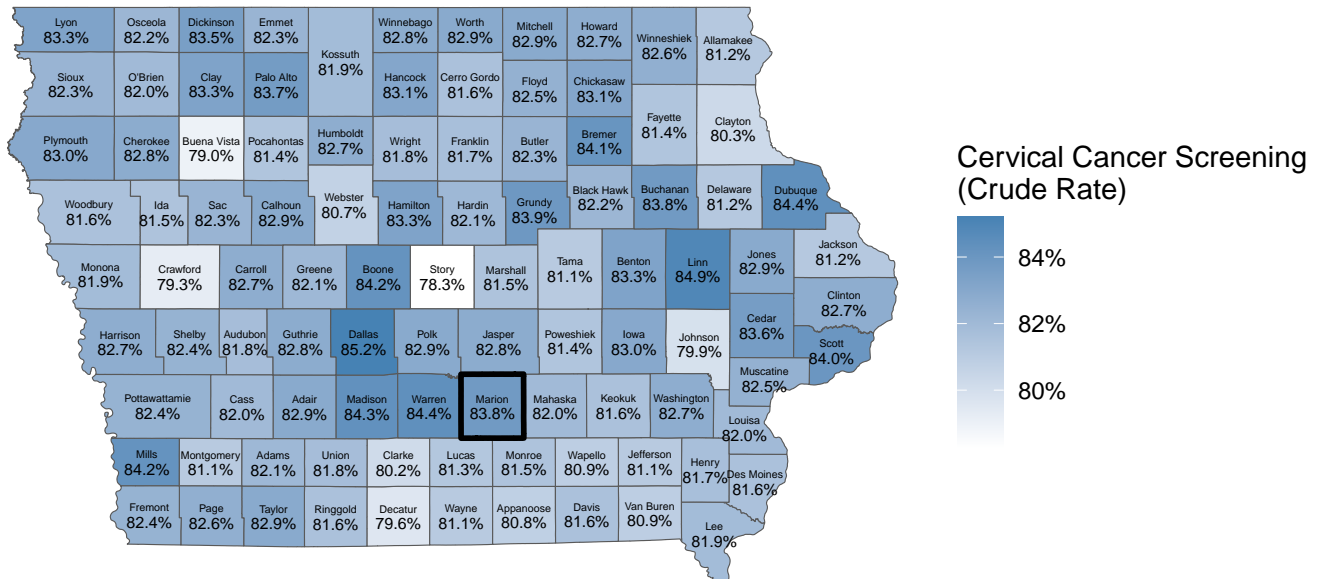 Lyon
83.3%
Osceola
82.2%
Dickinson
83.5%
Emmet
82.3%
Kossuth
81.9%
Winnebago
82.8%
Worth
82.9%
Mitchell
82.9%
Howard
82.7%
Winneshiek
82.6%
Allamakee
81.2%
Sioux
82.3%
O'Brien
82.0%
Clay
83.3%
Palo Alto
83.7%
Hancock
83.1%
Cerro Gordo
81.6%
Floyd
82.5%
Chickasaw
83.1%
Fayette
81.4%
Clayton
80.3%
Plymouth
83.0%
Cherokee
82.8%
Buena Vista
79.0%
Pocahontas
81.4%
Humboldt
82.7%
Wright
81.8%
Franklin
81.7%
Butler
82.3%
Bremer
84.1%
Woodbury
81.6%
Ida
81.5%
Sac
82.3%
Calhoun
82.9%
Webster
80.7%
Hamilton
83.3%
Hardin
82.1%
Grundy
83.9%
Black Hawk
82.2%
Buchanan
83.8%
Delaware
81.2%
Dubuque
84.4%
Monona
81.9%
Crawford
79.3%
Carroll
82.7%
Greene
82.1%
Boone
84.2%
Story
78.3%
Marshall
81.5%
Tama
81.1%
Benton
83.3%
Linn
84.9%
Jones
82.9%
Jackson
81.2%
Clinton
82.7%
Harrison
82.7%
Shelby
82.4%
Audubon
81.8%
Guthrie
82.8%
Dallas
85.2%
Polk
82.9%
Jasper
82.8%
Poweshiek
81.4%
Iowa
83.0%
Johnson
79.9%
Cedar
83.6%
Scott
84.0%
Muscatine
82.5%
Pottawattamie
82.4%
Cass
82.0%
Adair
82.9%
Madison
84.3%
Warren
84.4%
Marion
83.8%
Mahaska
82.0%
Keokuk
81.6%
Washington
82.7%
Louisa
82.0%
Mills
84.2%
Montgomery
81.1%
Adams
82.1%
Union
81.8%
Clarke
80.2%
Lucas
81.3%
Monroe
81.5%
Wapello
80.9%
Jefferson
81.1%
Henry
81.7%
Des Moines
81.6%
Fremont
82.4%
Page
82.6%
Taylor
82.9%
Ringgold
81.6%
Decatur
79.6%
Wayne
81.1%
Appanoose
80.8%
Davis
81.6%
Van Buren
80.9%
Lee
81.9%
Cervical Cancer Screening
(Crude Rate)
84%
82%
80%